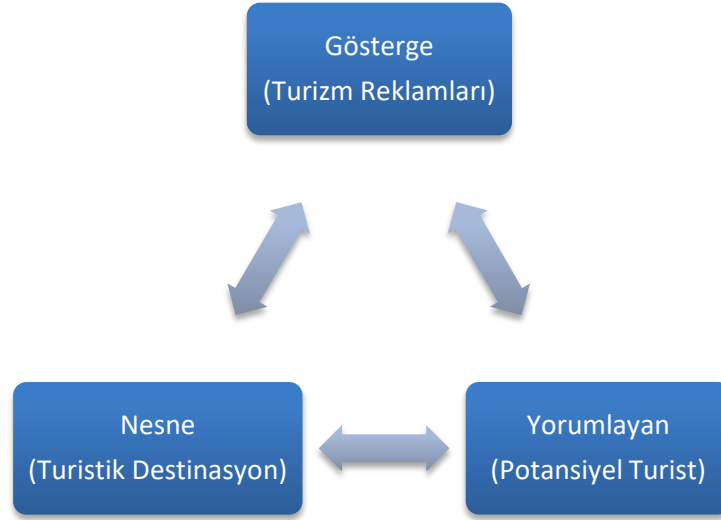 Gösterge
(Turizm Reklamları)
Nesne
(Turistik Destinasyon)
Yorumlayan
(Potansiyel Turist)